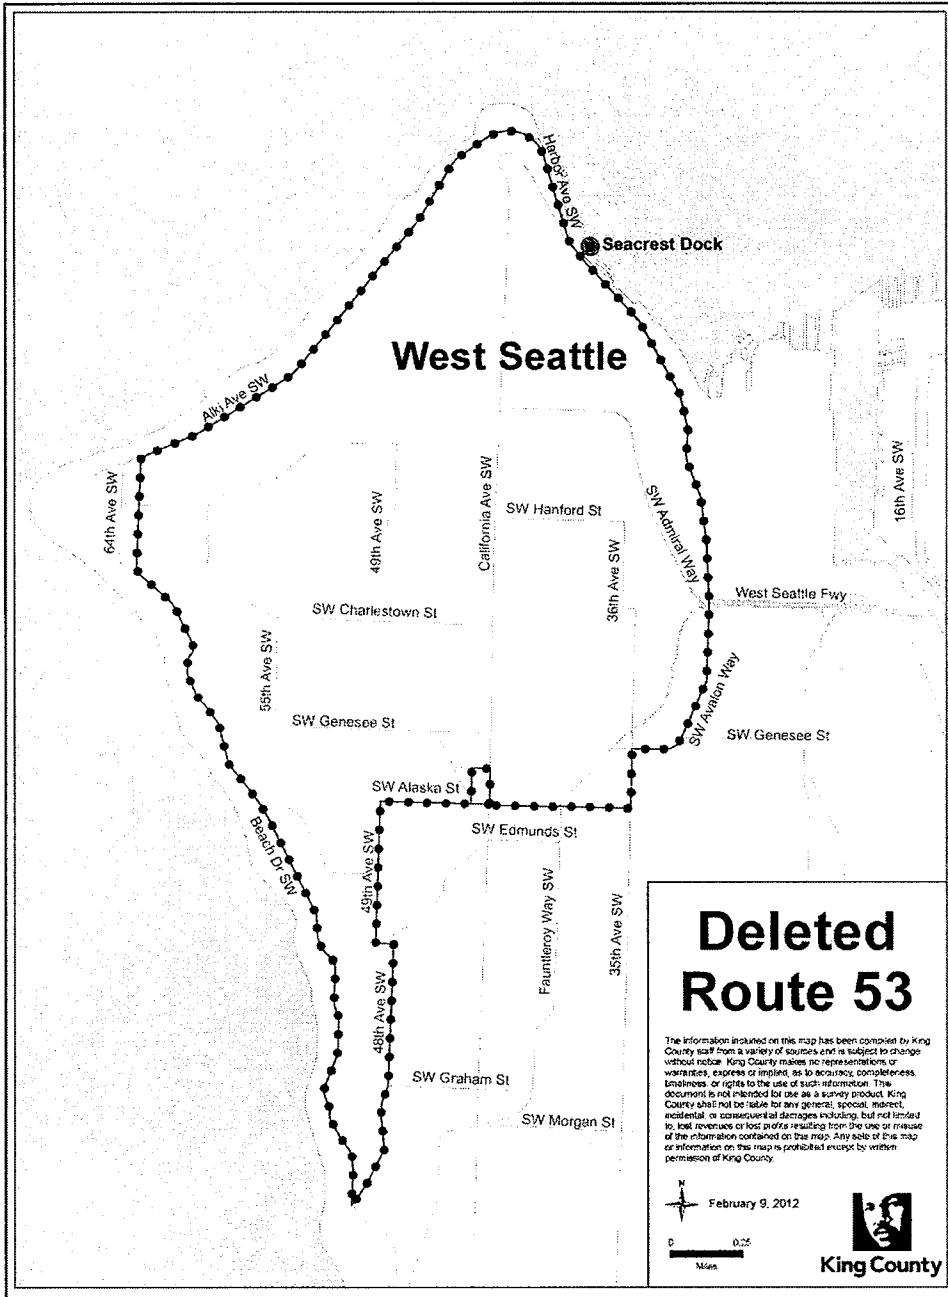 Harbor Ave SW
Seacrest Dock
West Seattle
Alki Ave SW
64th Ave SW
49th Ave SW
California Ave SW
SW Hanford St
SW Admiral Way
16th Ave SW
36th Ave SW
West Seattle Fwy
SW Charlestown St
55th Ave SW
SW Avalon Way
SW Genesee St
SW Genesee St
SW Alaska St
SW Edmunds St
Beach Dr SW
49th Ave SW
Fauntleroy Way SW
35th Ave SW
48th Ave SW
SW Graham St
SW Morgan St
Deleted
Route 53
The information included on this map has been compiled by King
County staff from a variety of sources and is subject to change
without notice. King County makes no representations or
warranties, express or implied, as to accuracy, completeness,
timeliness, or rights to the use of such information. This
document is not intended for use as a survey product. King
County shall not be liable for any general, special, indirect,
incidental, or consequential damages including, but not limited
to, lost revenues or lost profits resulting from the use or misuse
of the information contained on this map. Any sale of this map
or information on this map is prohibited except by written
permission of King County.
N
February 9, 2012
0 0.25
Miles
King County